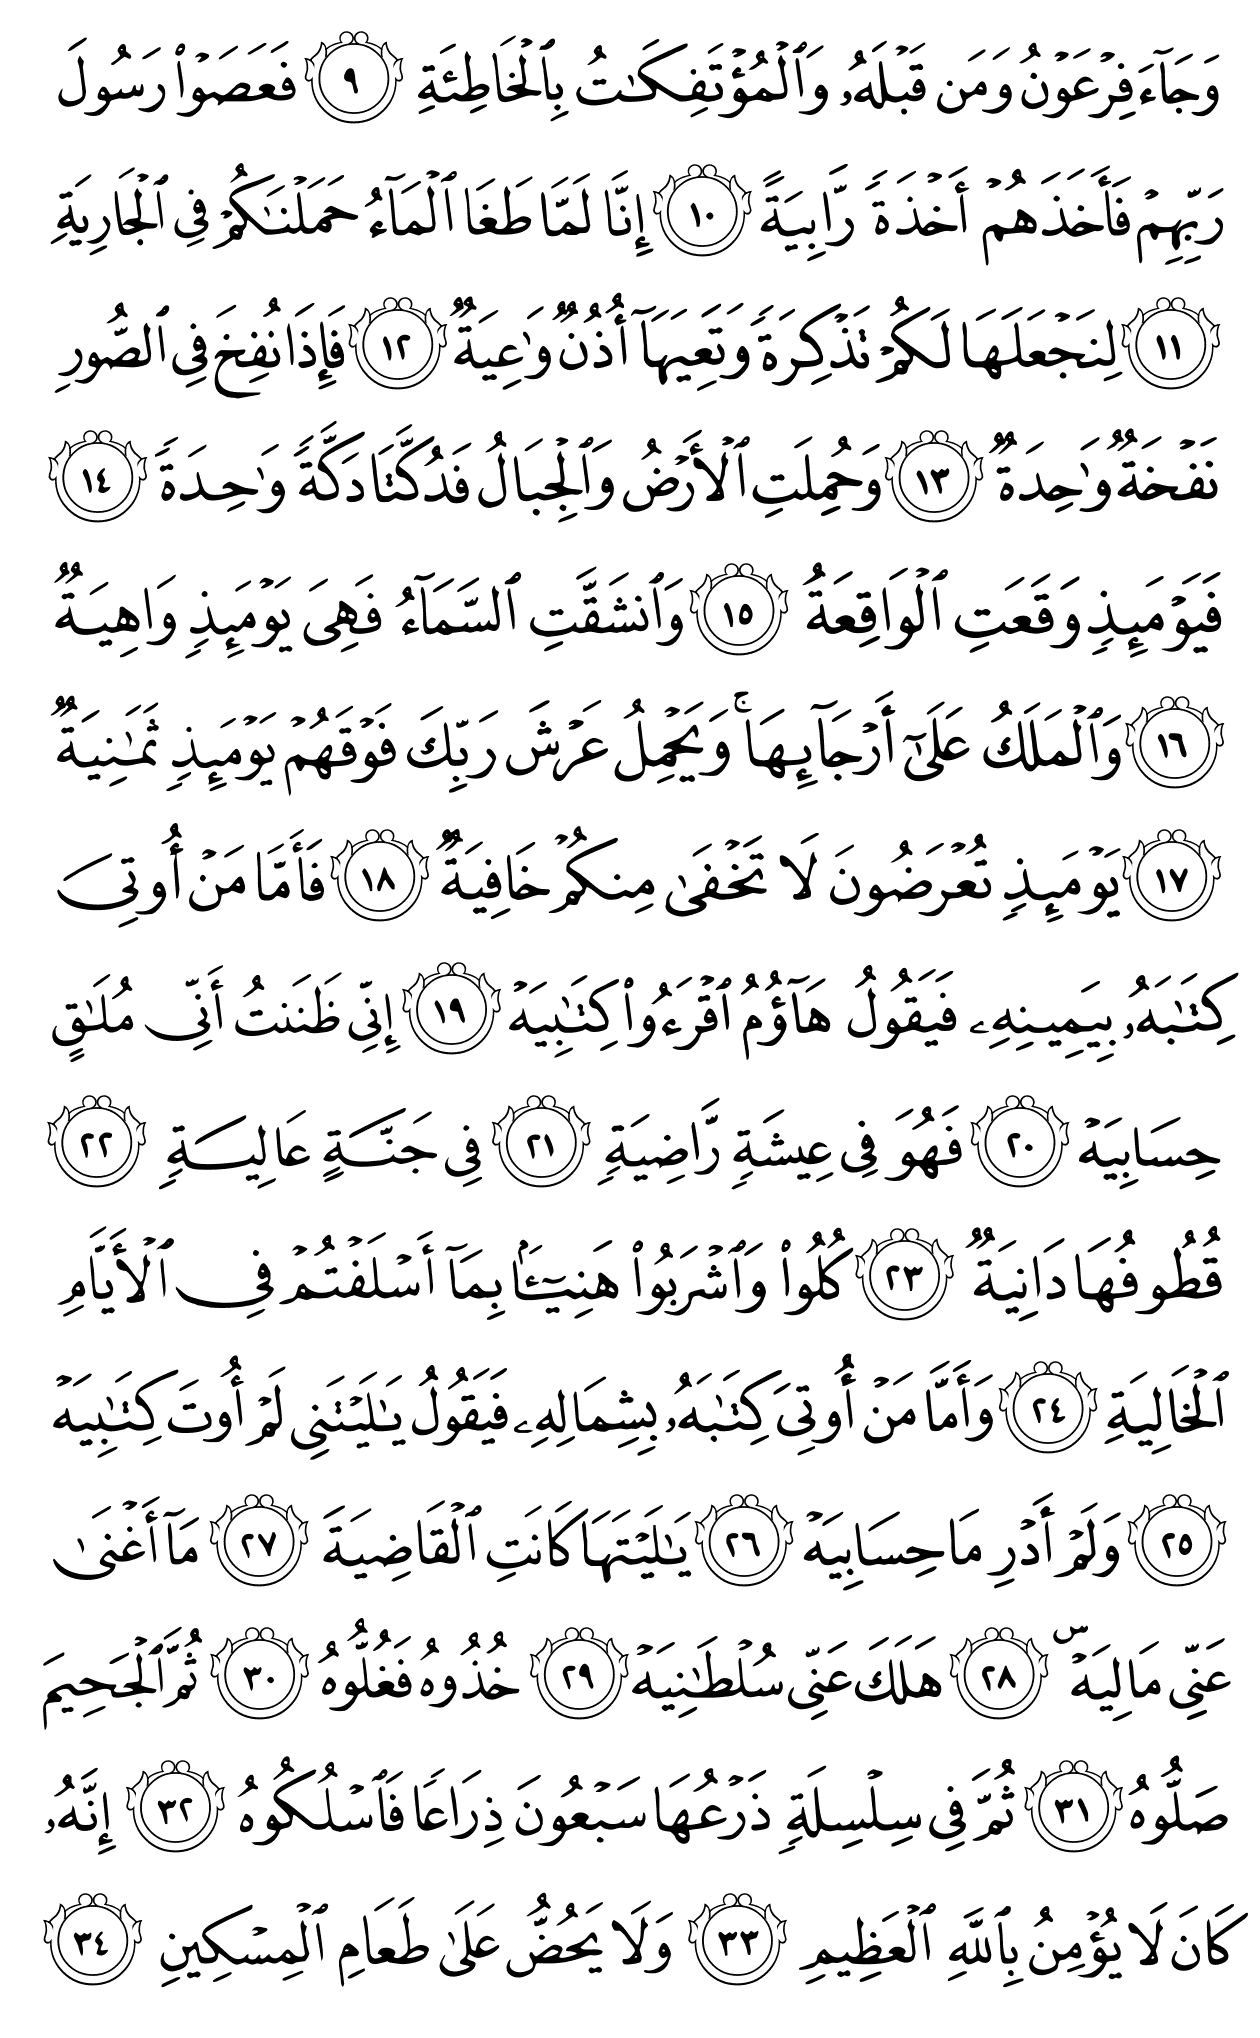 وَجَآءَ فِرۡعَوۡنُ وَمَن قَبۡلَهُۥ وَٱلۡمُؤۡتَفِكَٰتُ بِٱلۡخَاطِئَةِ ٩ فَعَصَوۡاْ رَسُولَ
رَبِّهِمۡ فَأَخَذَهُمۡ أَخۡذَةٗ رَّابِيَةً ١٠ إِنَّا لَمَّا طَغَا ٱلۡمَآءُ حَمَلۡنَٰكُمۡ فِي ٱلۡجَارِيَةِ
١١ لِنَجۡعَلَهَا لَكُمۡ تَذۡكِرَةٗ وَتَعِيَهَآ أُذُنٞ وَٰعِيَةٞ ١٢ فَإِذَا نُفِخَ فِي ٱلصُّورِ
نَفۡخَةٞ وَٰحِدَةٞ ١٣ وَحُمِلَتِ ٱلۡأَرۡضُ وَٱلۡجِبَالُ فَدُكَّتَا دَكَّةٗ وَٰحِدَةٗ ١٤
فَيَوۡمَئِذٖ وَقَعَتِ ٱلۡوَاقِعَةُ ١٥ وَٱنشَقَّتِ ٱلسَّمَآءُ فَهِيَ يَوۡمَئِذٖ وَاهِيَةٞ
١٦ وَٱلۡمَلَكُ عَلَىٰٓ أَرۡجَآئِهَاۚ وَيَحۡمِلُ عَرۡشَ رَبِّكَ فَوۡقَهُمۡ يَوۡمَئِذٖ ثَمَٰنِيَةٞ
١٧ يَوۡمَئِذٖ تُعۡرَضُونَ لَا تَخۡفَىٰ مِنكُمۡ خَافِيَةٞ ١٨ فَأَمَّا مَنۡ أُوتِيَ
كِتَٰبَهُۥ بِيَمِينِهِۦ فَيَقُولُ هَآؤُمُ ٱقۡرَءُواْ كِتَٰبِيَهۡ ١٩ إِنِّي ظَنَنتُ أَنِّي مُلَٰقٍ
حِسَابِيَهۡ ٢٠ فَهُوَ فِي عِيشَةٖ رَّاضِيَةٖ ٢١ فِي جَنَّةٍ عَالِيَةٖ ٢٢
قُطُوفُهَا دَانِيَةٞ ٢٣ كُلُواْ وَٱشۡرَبُواْ هَنِيٓـَٔۢا بِمَآ أَسۡلَفۡتُمۡ فِي ٱلۡأَيَّامِ
ٱلۡخَالِيَةِ ٢٤ وَأَمَّا مَنۡ أُوتِيَ كِتَٰبَهُۥ بِشِمَالِهِۦ فَيَقُولُ يَٰلَيۡتَنِي لَمۡ أُوتَ كِتَٰبِيَهۡ
٢٥ وَلَمۡ أَدۡرِ مَا حِسَابِيَهۡ ٢٦ يَٰلَيۡتَهَا كَانَتِ ٱلۡقَاضِيَةَ ٢٧ مَآ أَغۡنَىٰ
عَنِّي مَالِيَهۡۜ ٢٨ هَلَكَ عَنِّي سُلۡطَٰنِيَهۡ ٢٩ خُذُوهُ فَغُلُّوهُ ٣٠ ثُمَّ ٱلۡجَحِيمَ
صَلُّوهُ ٣١ ثُمَّ فِي سِلۡسِلَةٖ ذَرۡعُهَا سَبۡعُونَ ذِرَاعٗا فَٱسۡلُكُوهُ ٣٢ إِنَّهُۥ
كَانَ لَا يُؤۡمِنُ بِٱللَّهِ ٱلۡعَظِيمِ ٣٣ وَلَا يَحُضُّ عَلَىٰ طَعَامِ ٱلۡمِسۡكِينِ ٣٤